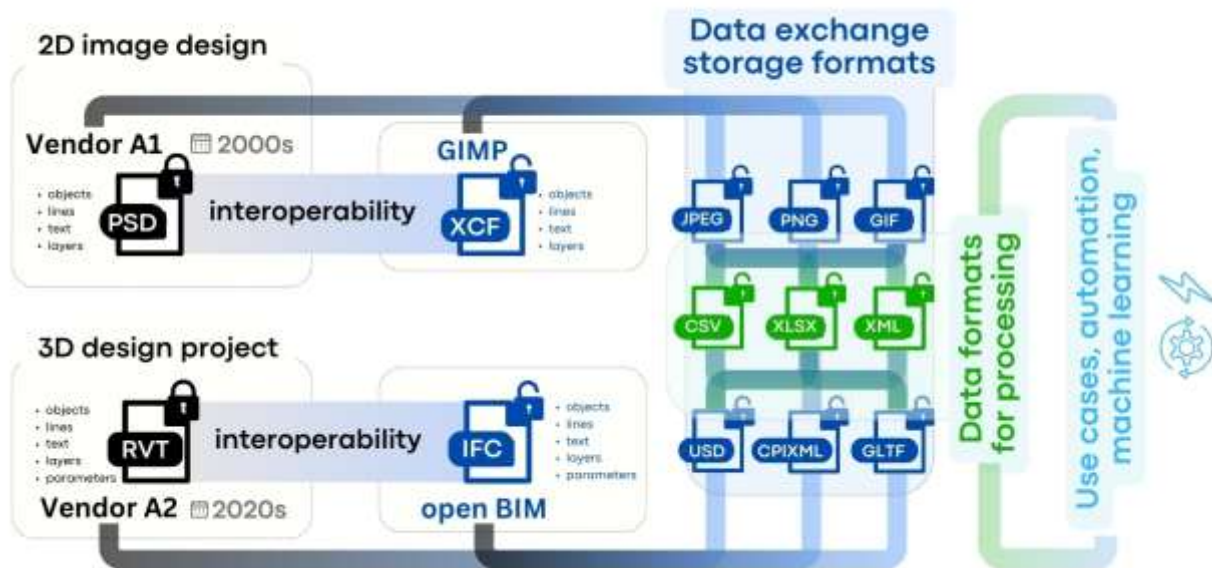 2D image design
Data exchange
storage formats
Vendor A1
2000s
GIMP
• objects
• lines
• text
• layers
PSD
interoperability
XCF
• objects
• lines
• text
• layers
JPEG
PNG
GIF
CSV
XLSX
XML
3D design project
• objects
• lines
• text
• layers
• parameters
RVT
interoperability
IFC
• objects
• lines
• text
• layers
• parameters
USD
CPIXML
GLTF
Vendor A2
2020s
open BIM
Data formats
for processing
Use cases, automation,
machine learning